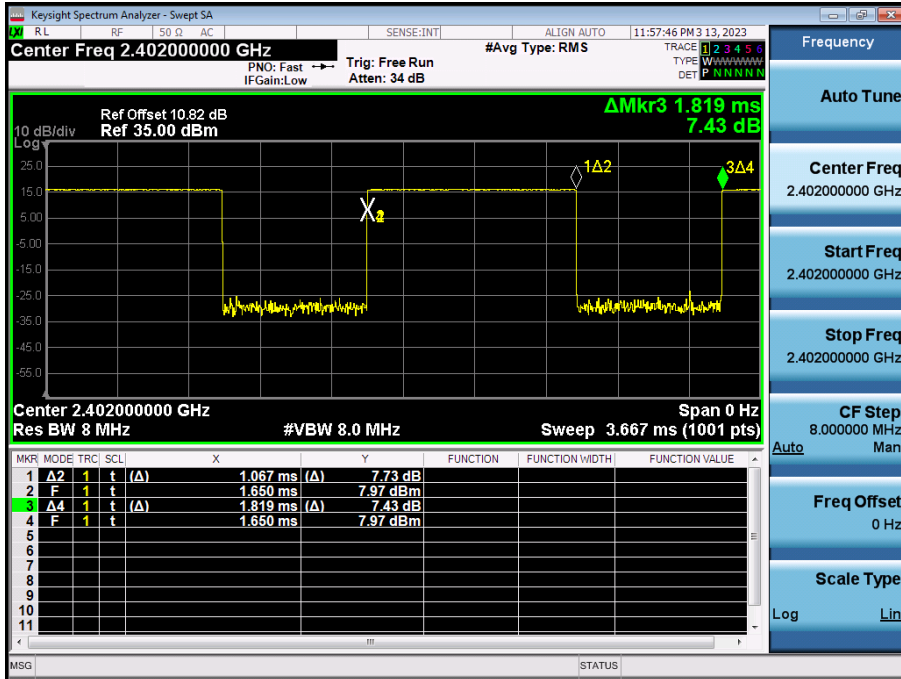 Keysight Spectrum Analyzer - Swept SA
LXI RL RF 50 Ω AC SENSE:INT ALIGN AUTO 11:57:46 PM 3 13, 2023
Center Freq 2.402000000 GHz #Avg Type: RMS TRACE 1 2 3 4 5 6
PNO: Fast Trig: Free Run TYPE WWWWWW
IFGain:Low Atten: 34 dB DET P N N N N N
ΔMkr3 1.819 ms
7.43 dB
Ref Offset 10.82 dB
10 dB/div Ref 35.00 dBm
Log
25.0
15.0
5.00
-5.00
-15.0
-25.0
-35.0
-45.0
-55.0
1Δ2
3Δ4
Center 2.402000000 GHz Span 0 Hz
Res BW 8 MHz #VBW 8.0 MHz Sweep 3.667 ms (1001 pts)
MKR MODE TRC SCL X Y FUNCTION FUNCTION WIDTH FUNCTION VALUE
1 Δ2 1 t (Δ) 1.067 ms (Δ) 7.73 dB
2 F 1 t 1.650 ms 7.97 dBm
3 Δ4 1 t (Δ) 1.819 ms (Δ) 7.43 dB
4 F 1 t 1.650 ms 7.97 dBm
5
6
7
8
9
10
11
MSG STATUS
Frequency
Auto Tune
Center Freq
2.402000000 GHz
Start Freq
2.402000000 GHz
Stop Freq
2.402000000 GHz
CF Step
8.000000 MHz
Auto Man
Freq Offset
0 Hz
Scale Type
Log Lin